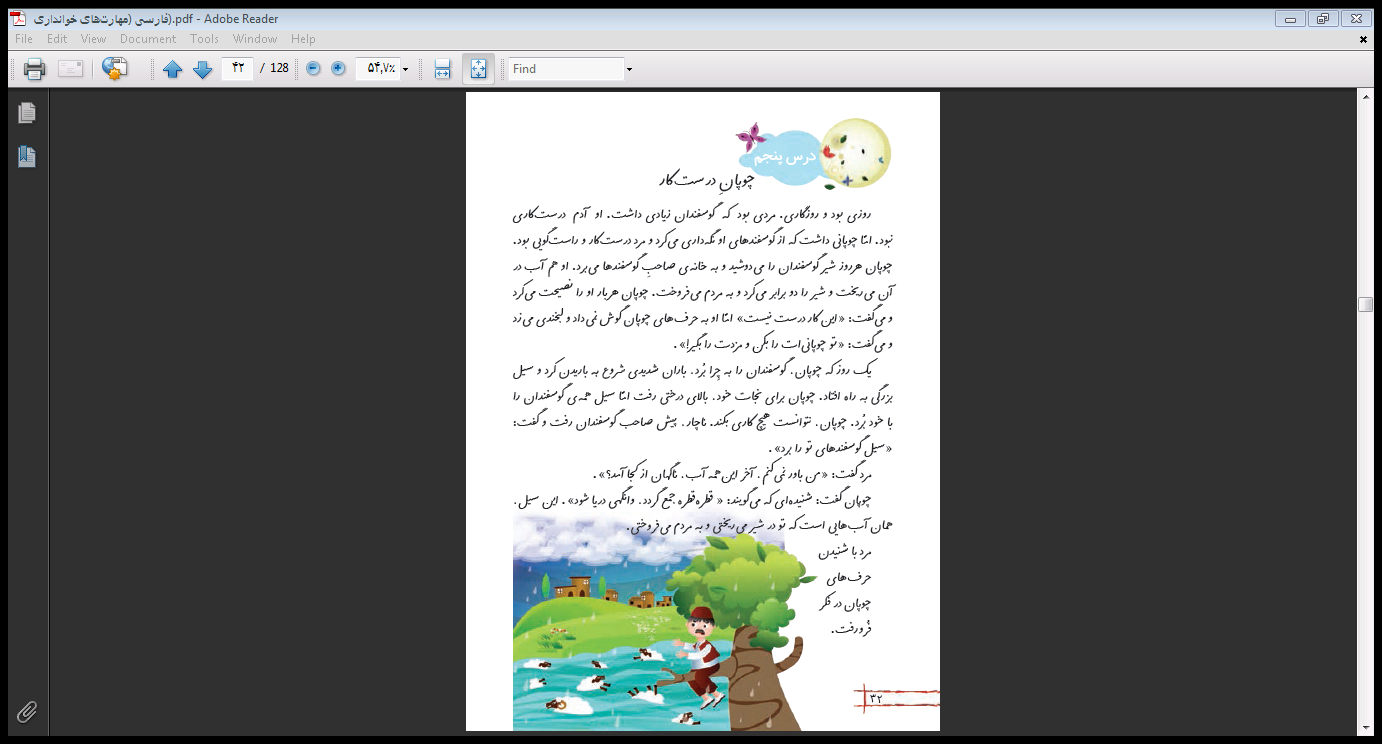 فارسی (مهارت‌های خوانداری).pdf - Adobe Reader
File Edit View Document Tools Window Help
۴۲ / 128 ۵۴,۷٪ Find
درس پنجم
چوپانِ درست‌کار
روزی بود و روزگاری. مردی بود که گوسفندان زیادی داشت. او آدم درست‌کاری
نبود. امّا چوپانی داشت که از گوسفندهای او نگه‌داری می‌کرد و مرد درست‌کار و راست‌گویی بود.
چوپان هر روز شیر گوسفندان را می‌دوشید و به خانه‌ی صاحبِ گوسفندها می‌برد. او هم آب در
آن می‌ریخت و شیر را دو برابر می‌کرد و به مردم می‌فروخت. چوپان هربار او را نصیحت می‌کرد
و می‌گفت: «این کار درست نیست» امّا او به حرف‌های چوپان گوش نمی‌داد و لبخندی می‌زد
و می‌گفت: «تو چوپانی‌ات را بکن و مزدت را بگیر!».
یک روز که چوپان، گوسفندان را به چِرا بُرد، باران شدیدی شروع به باریدن کرد و سیل
بزرگی به راه افتاد. چوپان برای نجات خود، بالای درختی رفت امّا سیل همه‌ی گوسفندان را
با خود بُرد. چوپان، نتوانست هیچ کاری بکند. ناچار، پیش صاحب گوسفندان رفت و گفت:
«سیل گوسفندهای تو را برد».
مرد گفت: «من باور نمی‌کنم، آخر این همه آب، ناگهان از کجا آمد؟».
چوپان گفت: شنیده‌ای که می‌گویند: « قطره قطره جمع گردد، وانگهی دریا شود». این سیل،
همان آب‌هایی است که تو در شیر می‌ریختی و به مردم می‌فروختی.
مرد با شنیدن
حرف‌های
چوپان در فکر
فُرو رفت.
۳۲